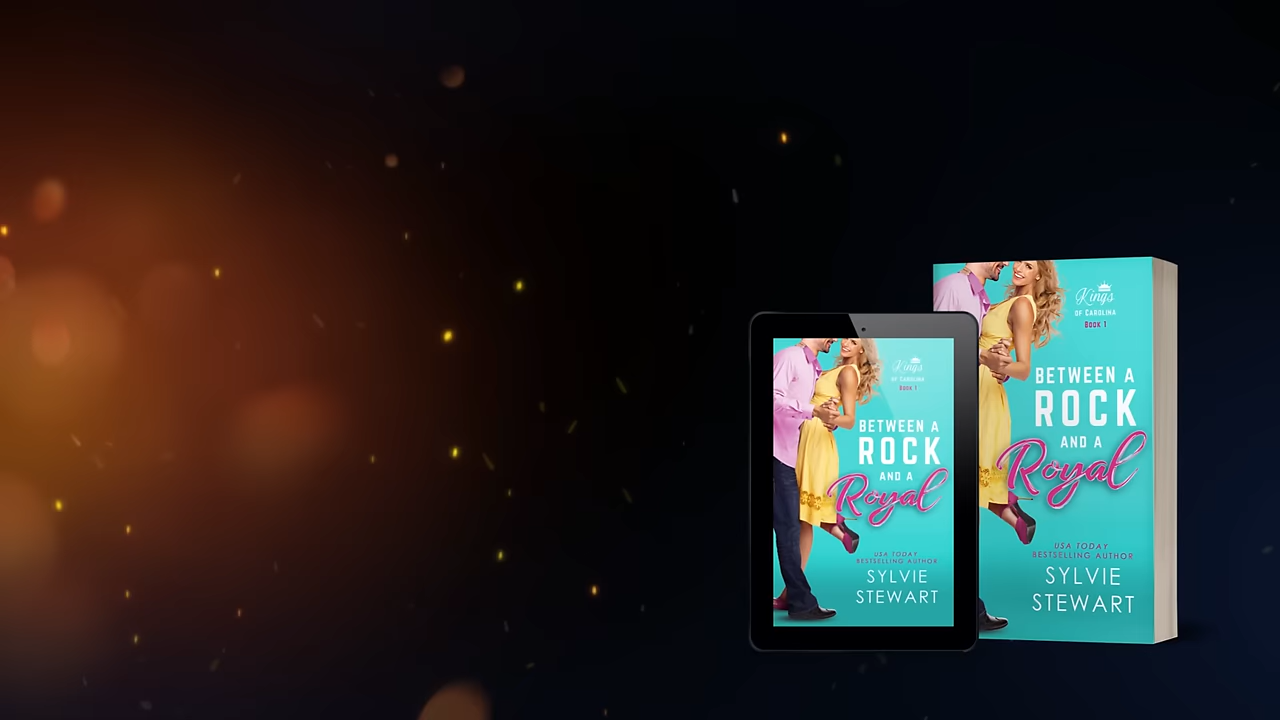 Kings
OF CAROLINA
BOOK 1
BETWEEN A
ROCK
AND A
Royal
USA TODAY
BESTSELLING AUTHOR
SYLVIE
STEWART
Kings
OF CAROLINA
BOOK 1
BETWEEN A
ROCK
AND A
Royal
USA TODAY
BESTSELLING AUTHOR
SYLVIE
STEWART